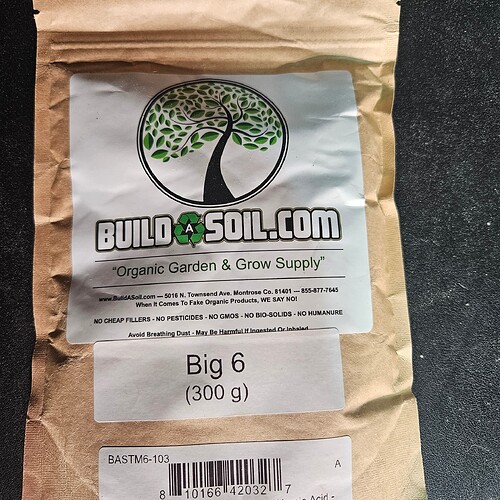 BUILD A SOIL.COM
"Organic Garden & Grow Supply"
www.BuildASoil.com — 5016 N. Townsend Ave. Montrose Co. 81401 — 855-877-7645
When It Comes To Fake Organic Products, WE SAY NO!
NO CHEAP FILLERS - NO PESTICIDES - NO GMOS - NO BIO-SOLIDS - NO HUMANURE
Avoid Breathing Dust - May Be Harmful If Ingested Or Inhaled
Big 6
(300 g)
BASTM6-103
A
8 10166 42032 7
Acid -